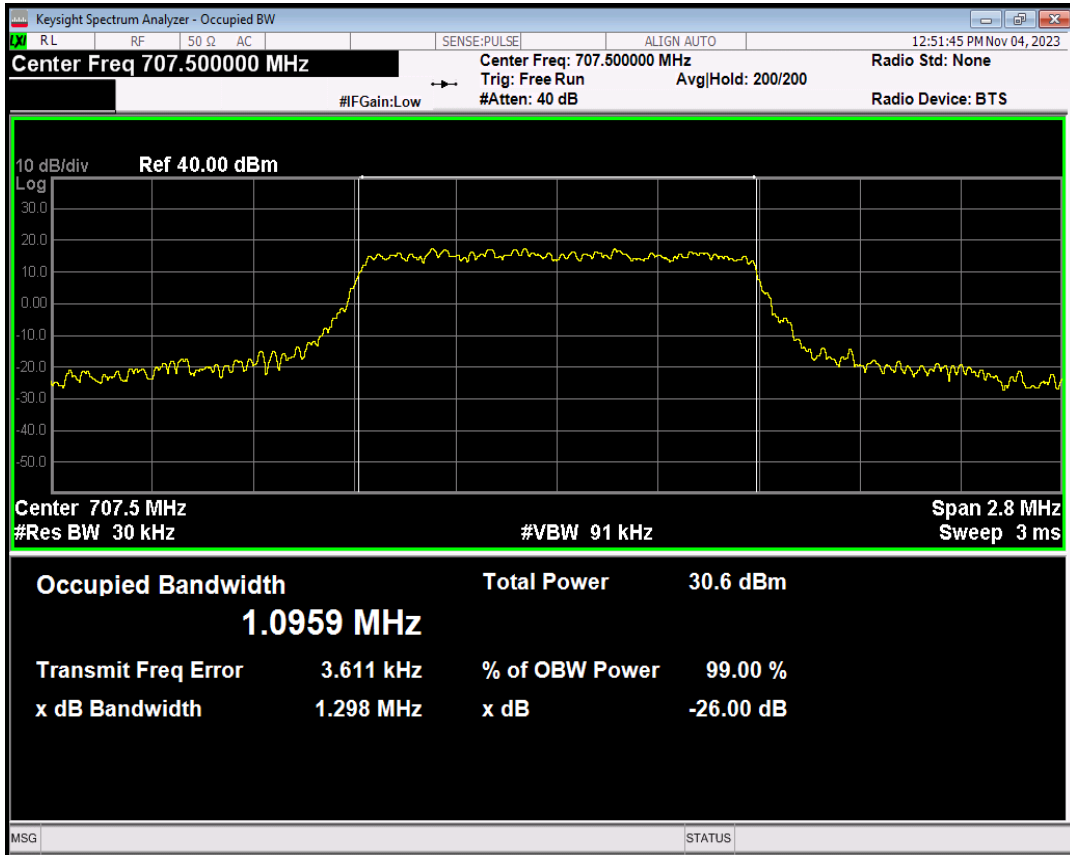 Keysight Spectrum Analyzer - Occupied BW
LXI RL RF 50 Ω AC SENSE:PULSE ALIGN AUTO 12:51:45 PM Nov 04, 2023
Center Freq 707.500000 MHz Center Freq: 707.500000 MHz Radio Std: None
Trig: Free Run Avg|Hold: 200/200
#IFGain:Low #Atten: 40 dB Radio Device: BTS
10 dB/div Ref 40.00 dBm
Log
30.0
20.0
10.0
0.00
-10.0
-20.0
-30.0
-40.0
-50.0
Center 707.5 MHz Span 2.8 MHz
#Res BW 30 kHz #VBW 91 kHz Sweep 3 ms
Occupied Bandwidth Total Power 30.6 dBm
1.0959 MHz
Transmit Freq Error 3.611 kHz % of OBW Power 99.00 %
x dB Bandwidth 1.298 MHz x dB -26.00 dB
MSG STATUS